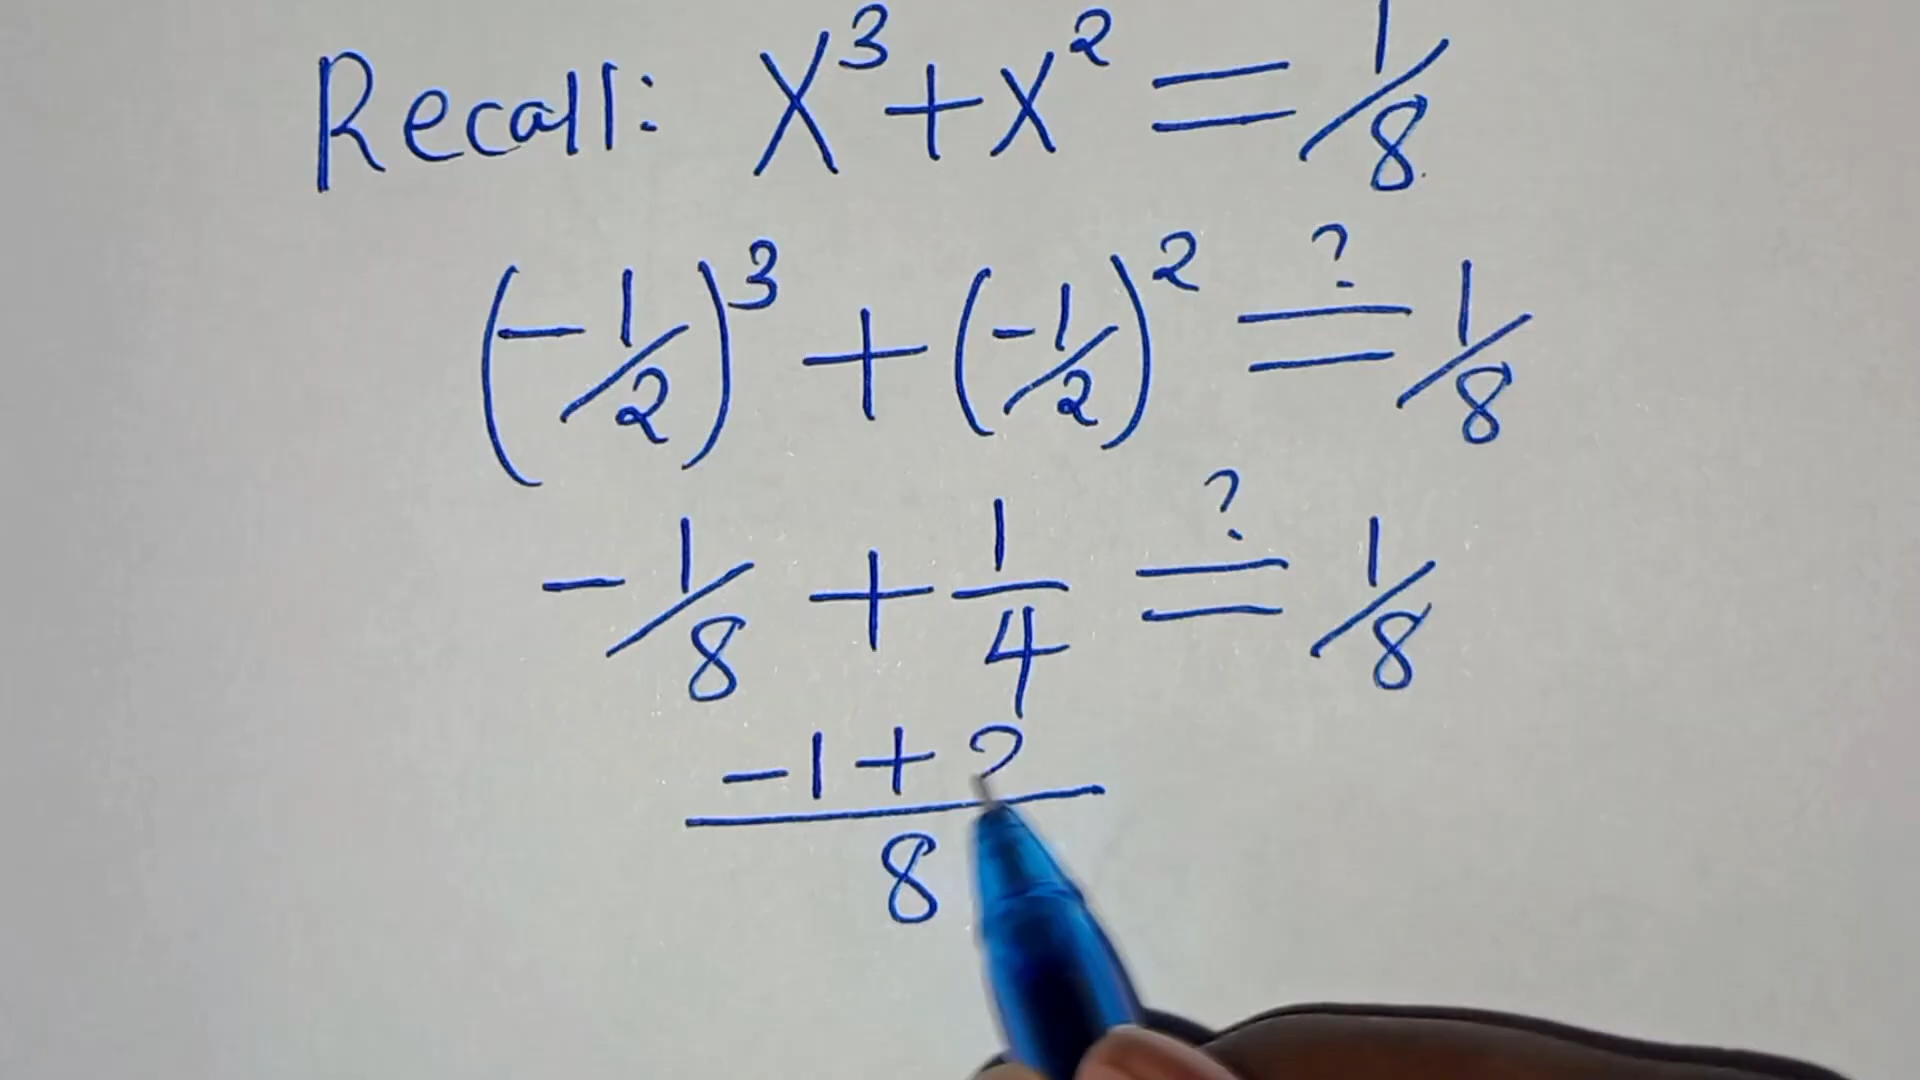 Recall: x³ + x² = 1/8
(-1/2)³ + (-1/2)² ?= 1/8
-1/8 + 1/4 ?= 1/8
-1 + 2
8